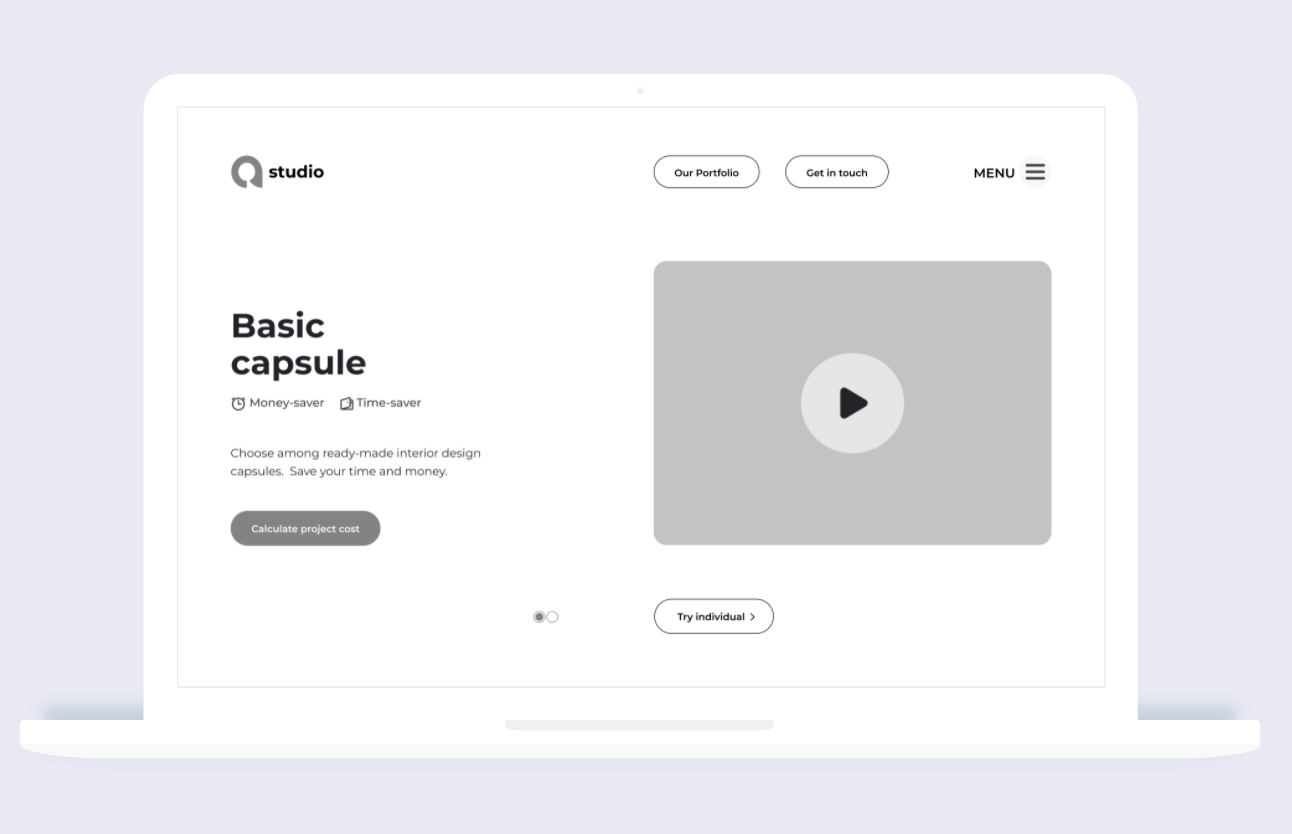 studio
Our Portfolio
Get in touch
MENU
Basic
capsule
Money-saver
Time-saver
Choose among ready-made interior design
capsules.  Save your time and money.
Calculate project cost
Try individual